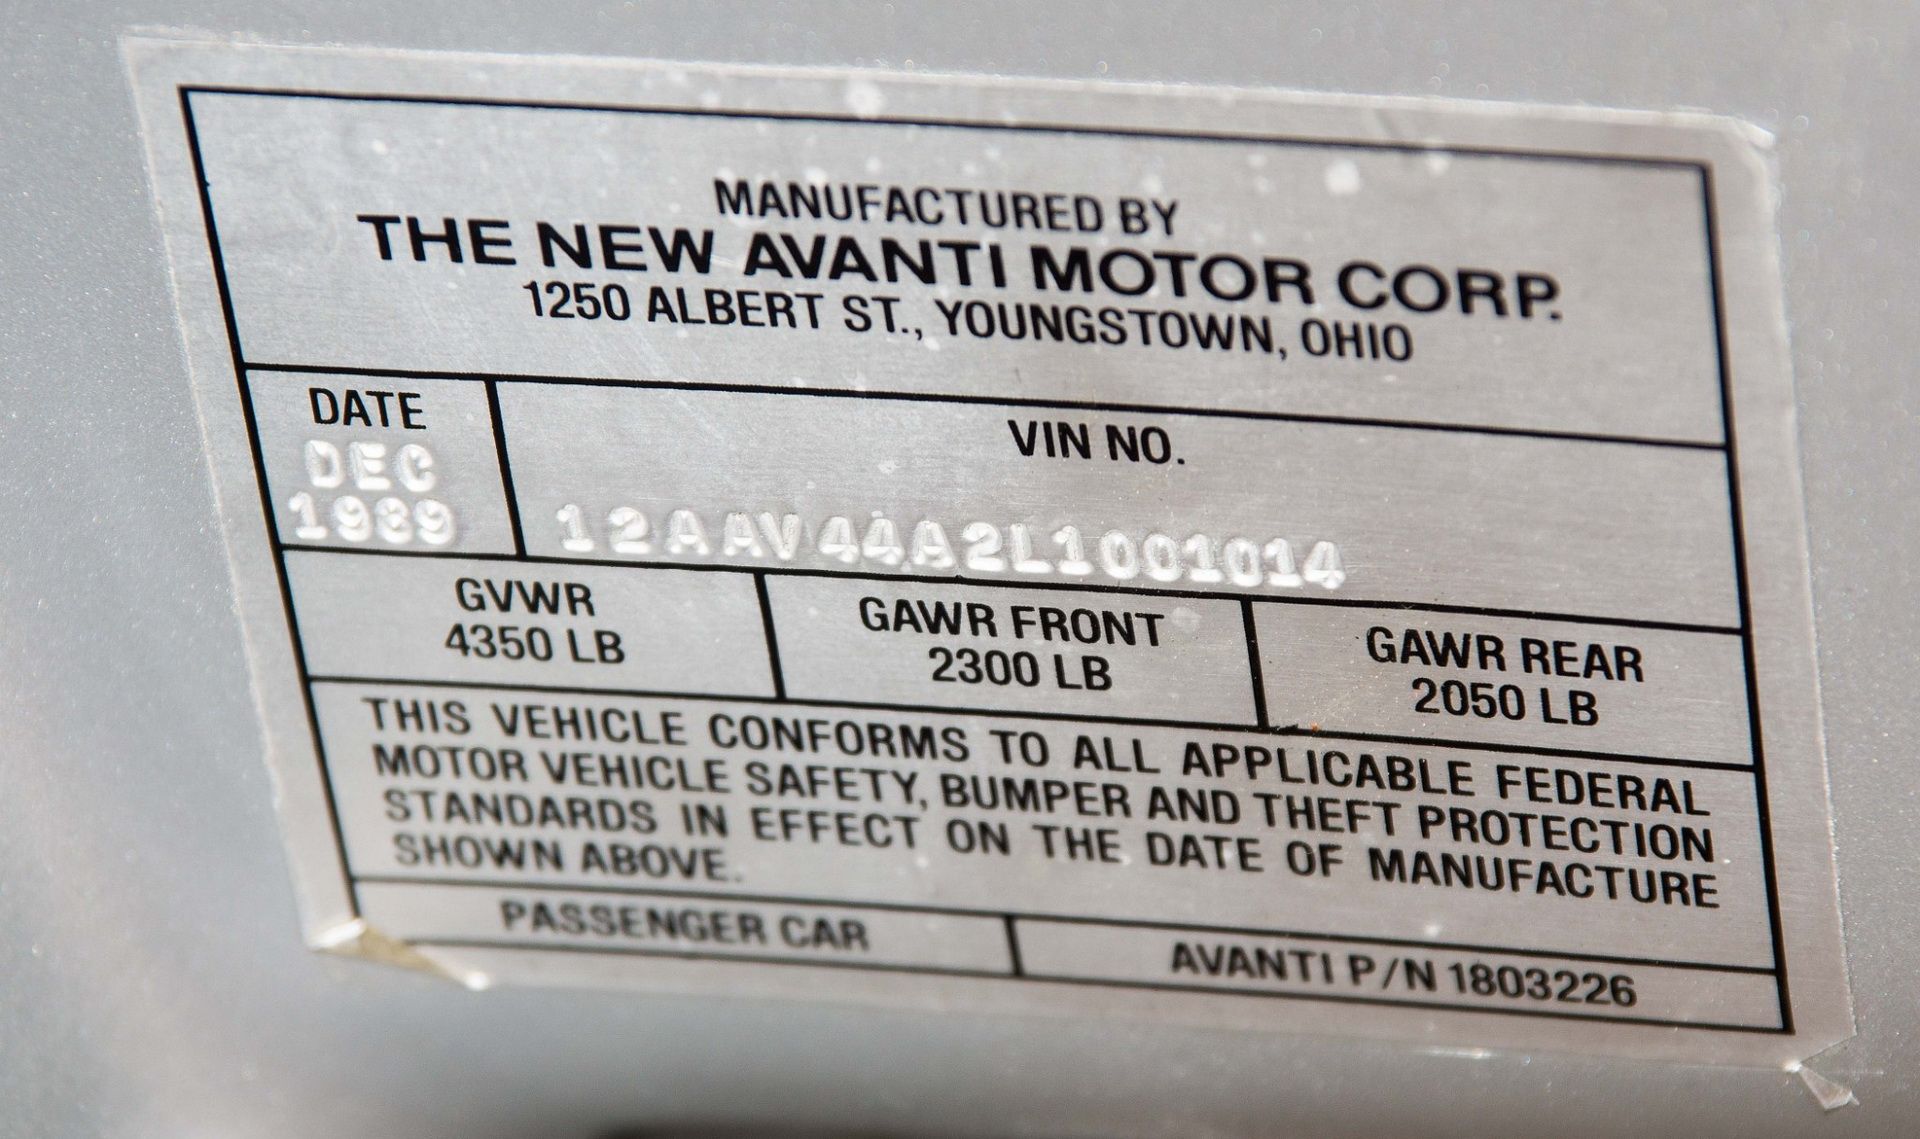 MANUFACTURED BY
THE NEW AVANTI MOTOR CORP.
1250 ALBERT ST., YOUNGSTOWN, OHIO
DATE
DEC
1989
VIN NO.
12AAV44A2L1001014
GVWR
4350 LB
GAWR FRONT
2300 LB
GAWR REAR
2050 LB
THIS VEHICLE CONFORMS TO ALL APPLICABLE FEDERAL
MOTOR VEHICLE SAFETY, BUMPER AND THEFT PROTECTION
STANDARDS IN EFFECT ON THE DATE OF MANUFACTURE
SHOWN ABOVE.
PASSENGER CAR
AVANTI P/N 1803226